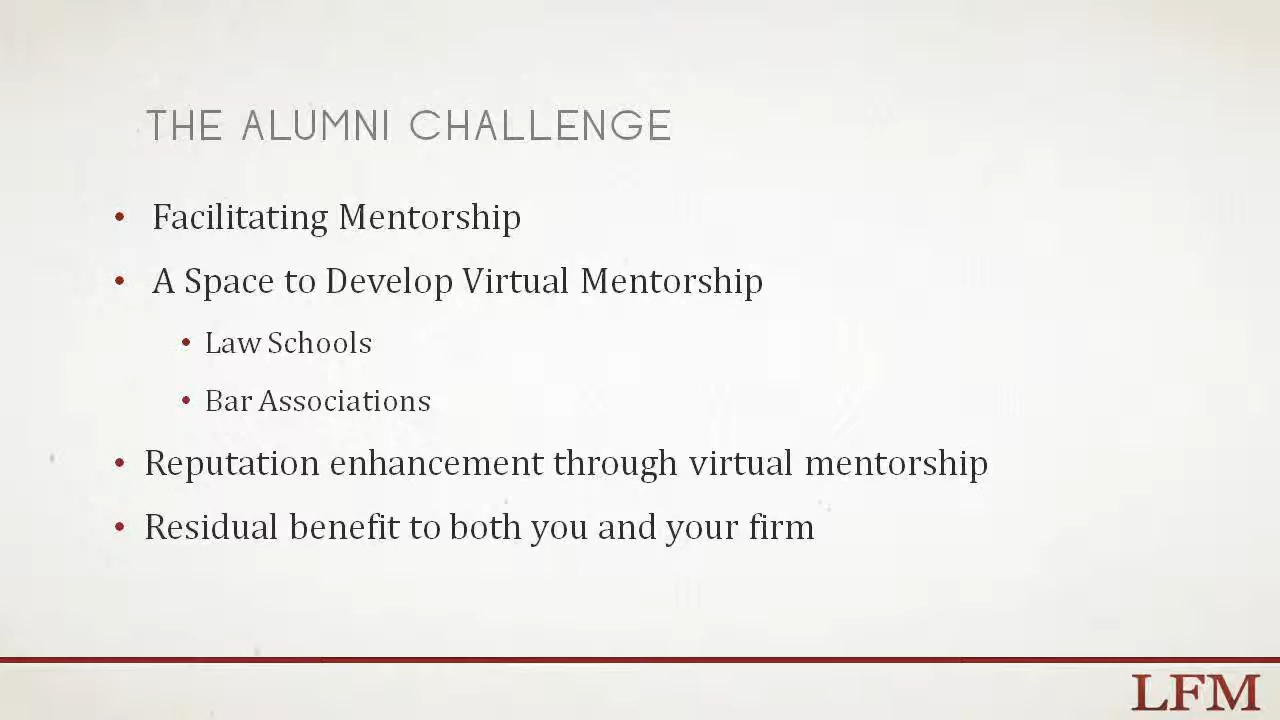 THE ALUMNI CHALLENGE
• Facilitating Mentorship
• A Space to Develop Virtual Mentorship
• Law Schools
• Bar Associations
• Reputation enhancement through virtual mentorship
• Residual benefit to both you and your firm
LFM